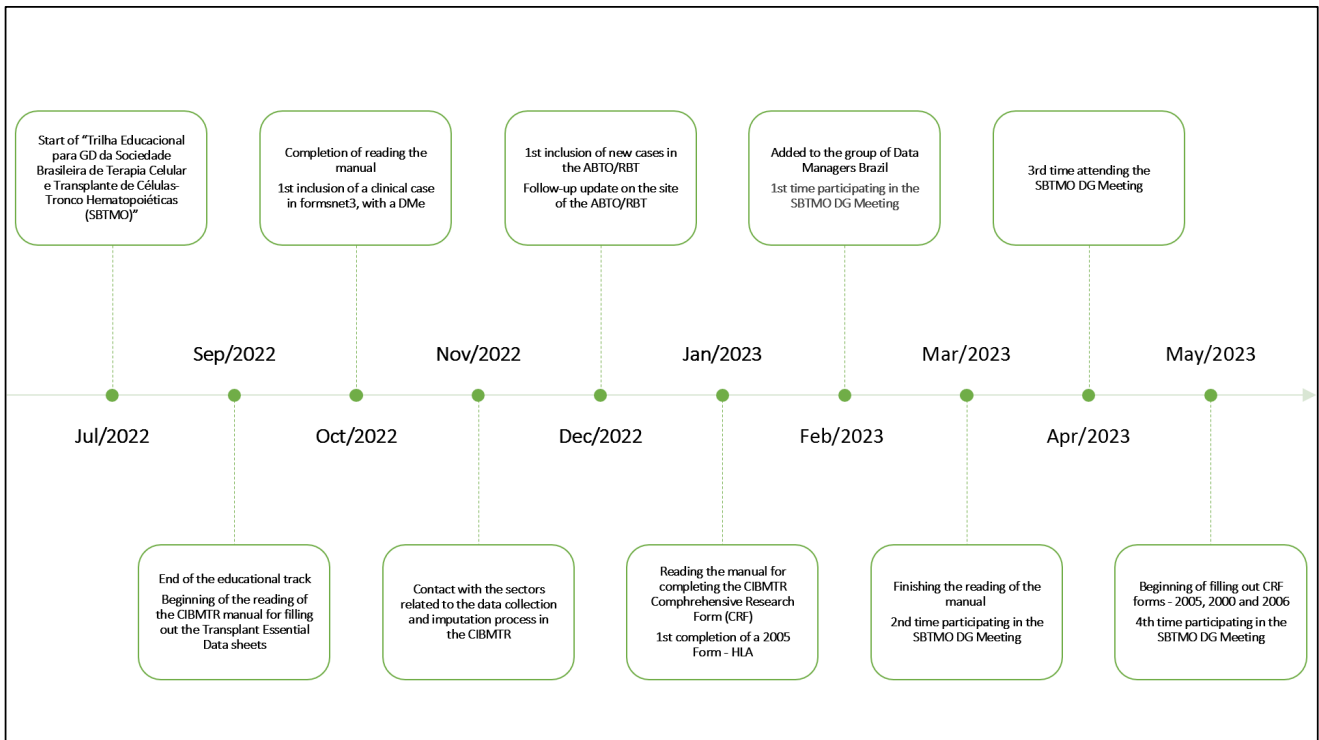 Start of “Trilha Educacional
para GD da Sociedade
Brasileira de Terapia Celular
e Transplante de Células-
Tronco Hematopoiéticas
(SBTMO)”
Completion of reading the
manual
1st inclusion of a clinical case
in formsnet3, with a DMe
1st inclusion of new cases in
the ABTO/RBT
Follow-up update on the site
of the ABTO/RBT
Added to the group of Data
Managers Brazil
1st time participating in the
SBTMO DG Meeting
3rd time attending the
SBTMO DG Meeting
Sep/2022
Nov/2022
Jan/2023
Mar/2023
May/2023
Jul/2022
Oct/2022
Dec/2022
Feb/2023
Apr/2023
End of the educational track
Beginning of the reading of
the CIBMTR manual for filling
out the Transplant Essential
Data sheets
Contact with the sectors
related to the data collection
and imputation process in
the CIBMTR
Reading the manual for
completing the CIBMTR
Comphrehensive Research
Form (CRF)
1st completion of a 2005
Form - HLA
Finishing the reading of the
manual
2nd time participating in the
SBTMO DG Meeting
Beginning of filling out CRF
forms - 2005, 2000 and 2006
4th time participating in the
SBTMO DG Meeting